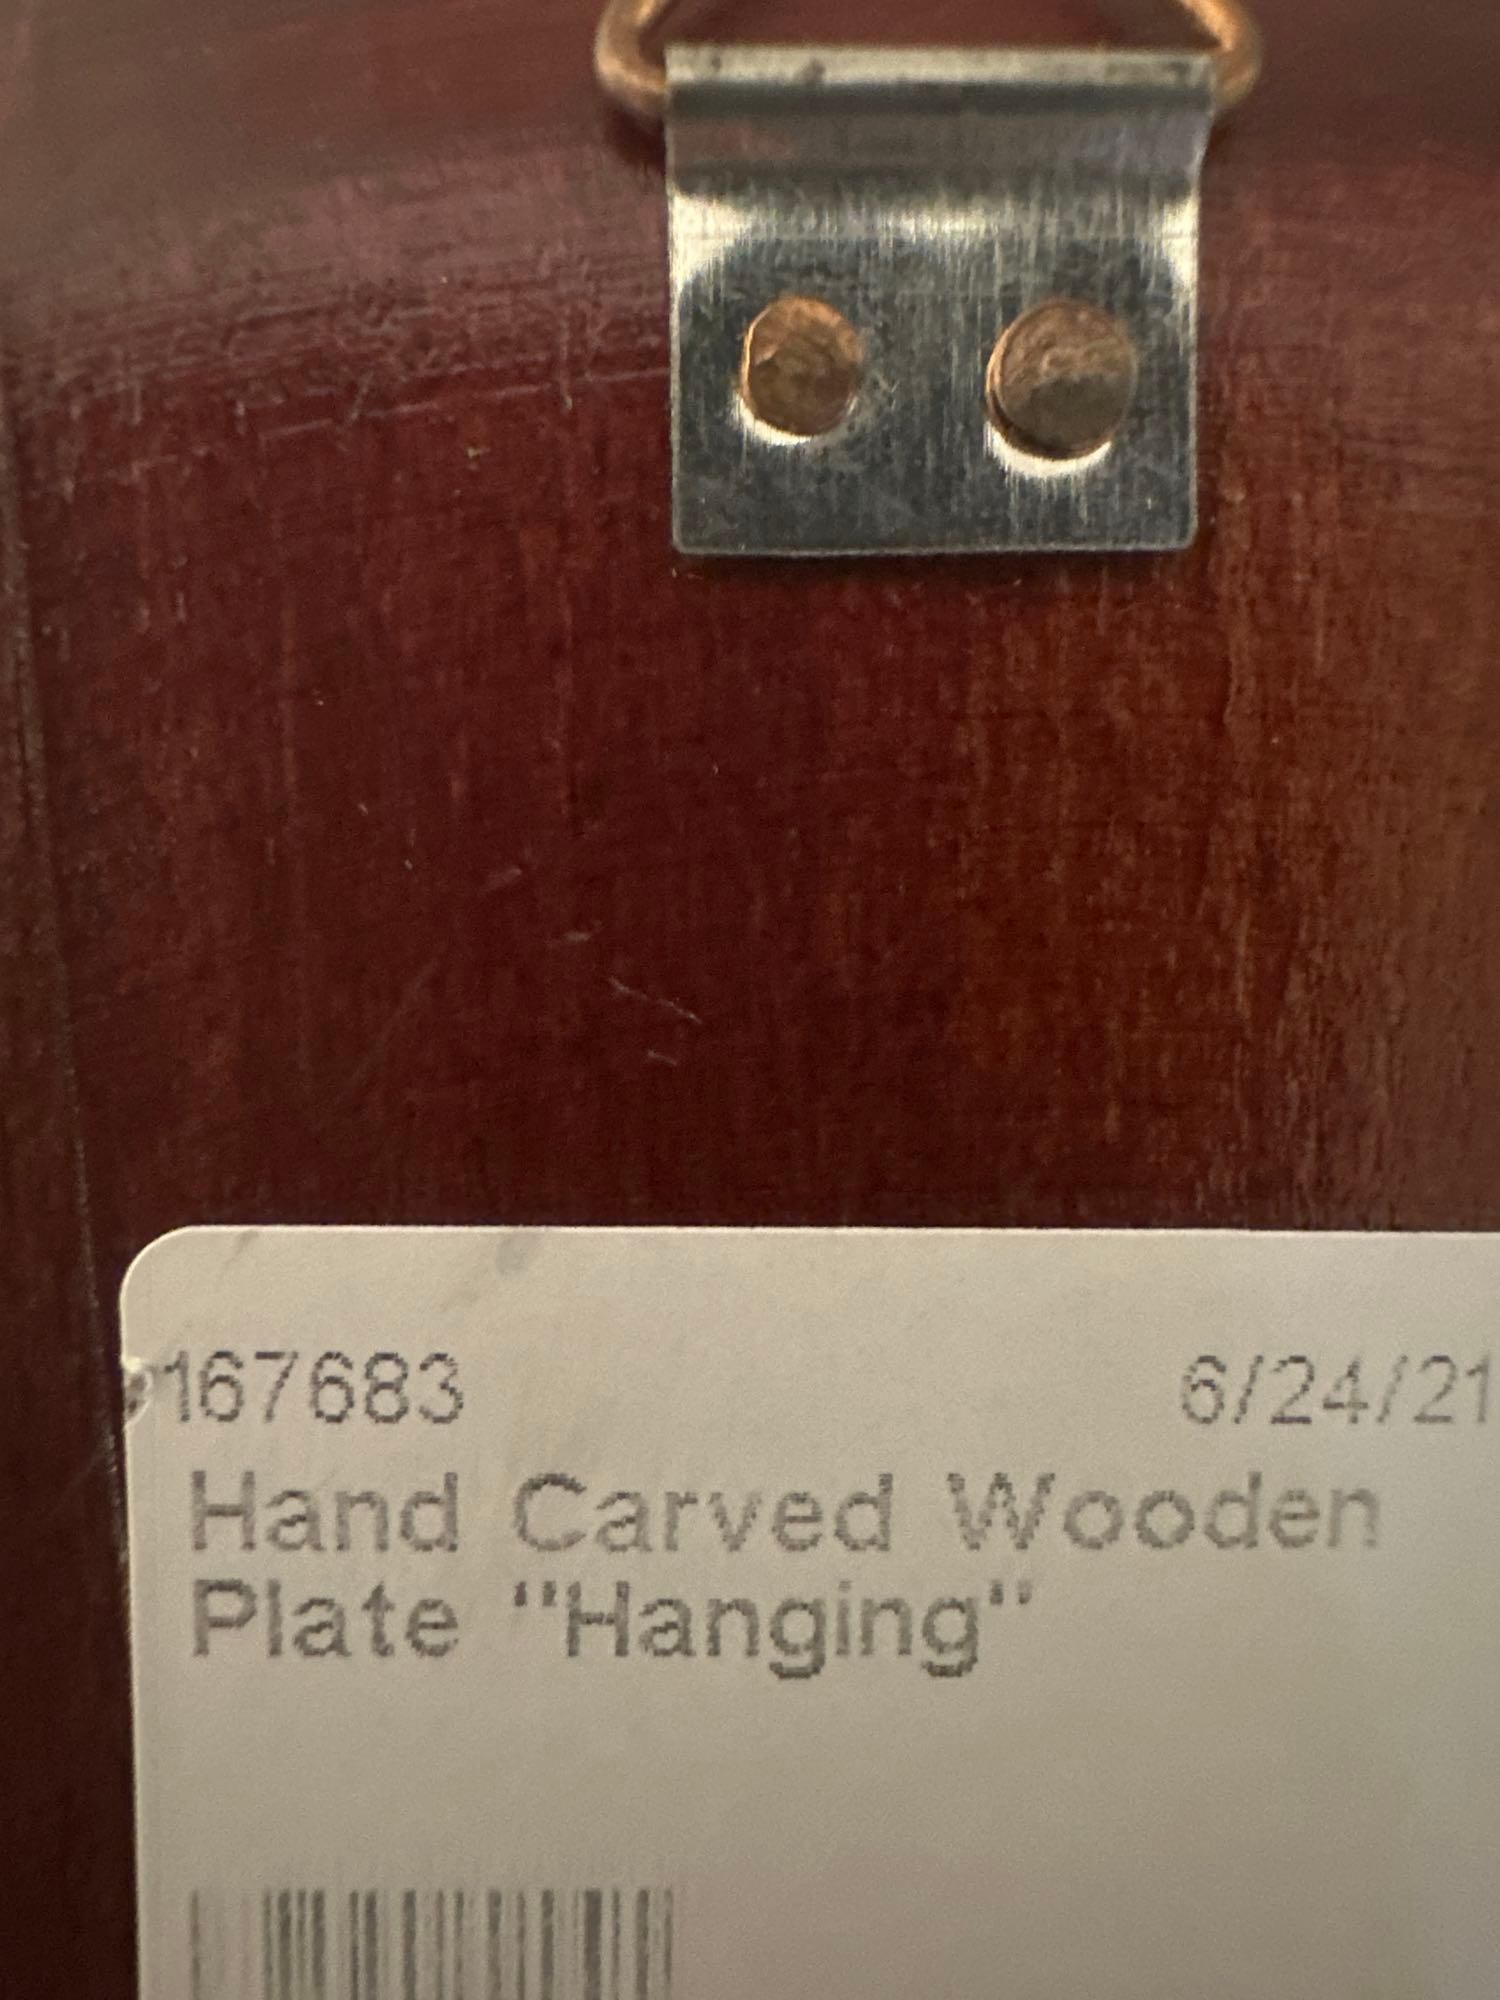 167683 6/24/21
Hand Carved Wooden
Plate "Hanging"